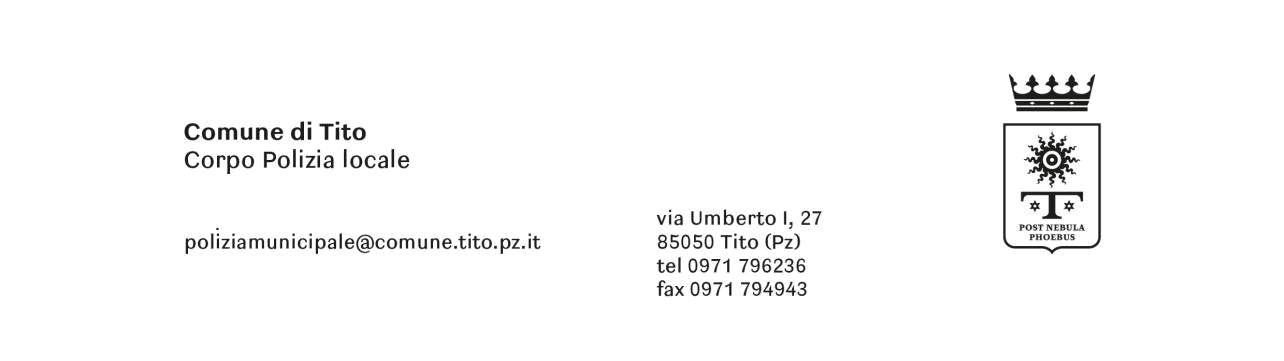 Comune di Tito
Corpo Polizia locale
poliziamunicipale@comune.tito.pz.it
via Umberto I, 27
85050 Tito (Pz)
tel 0971 796236
fax 0971 794943
T
POST NEBULA
PHOEBUS